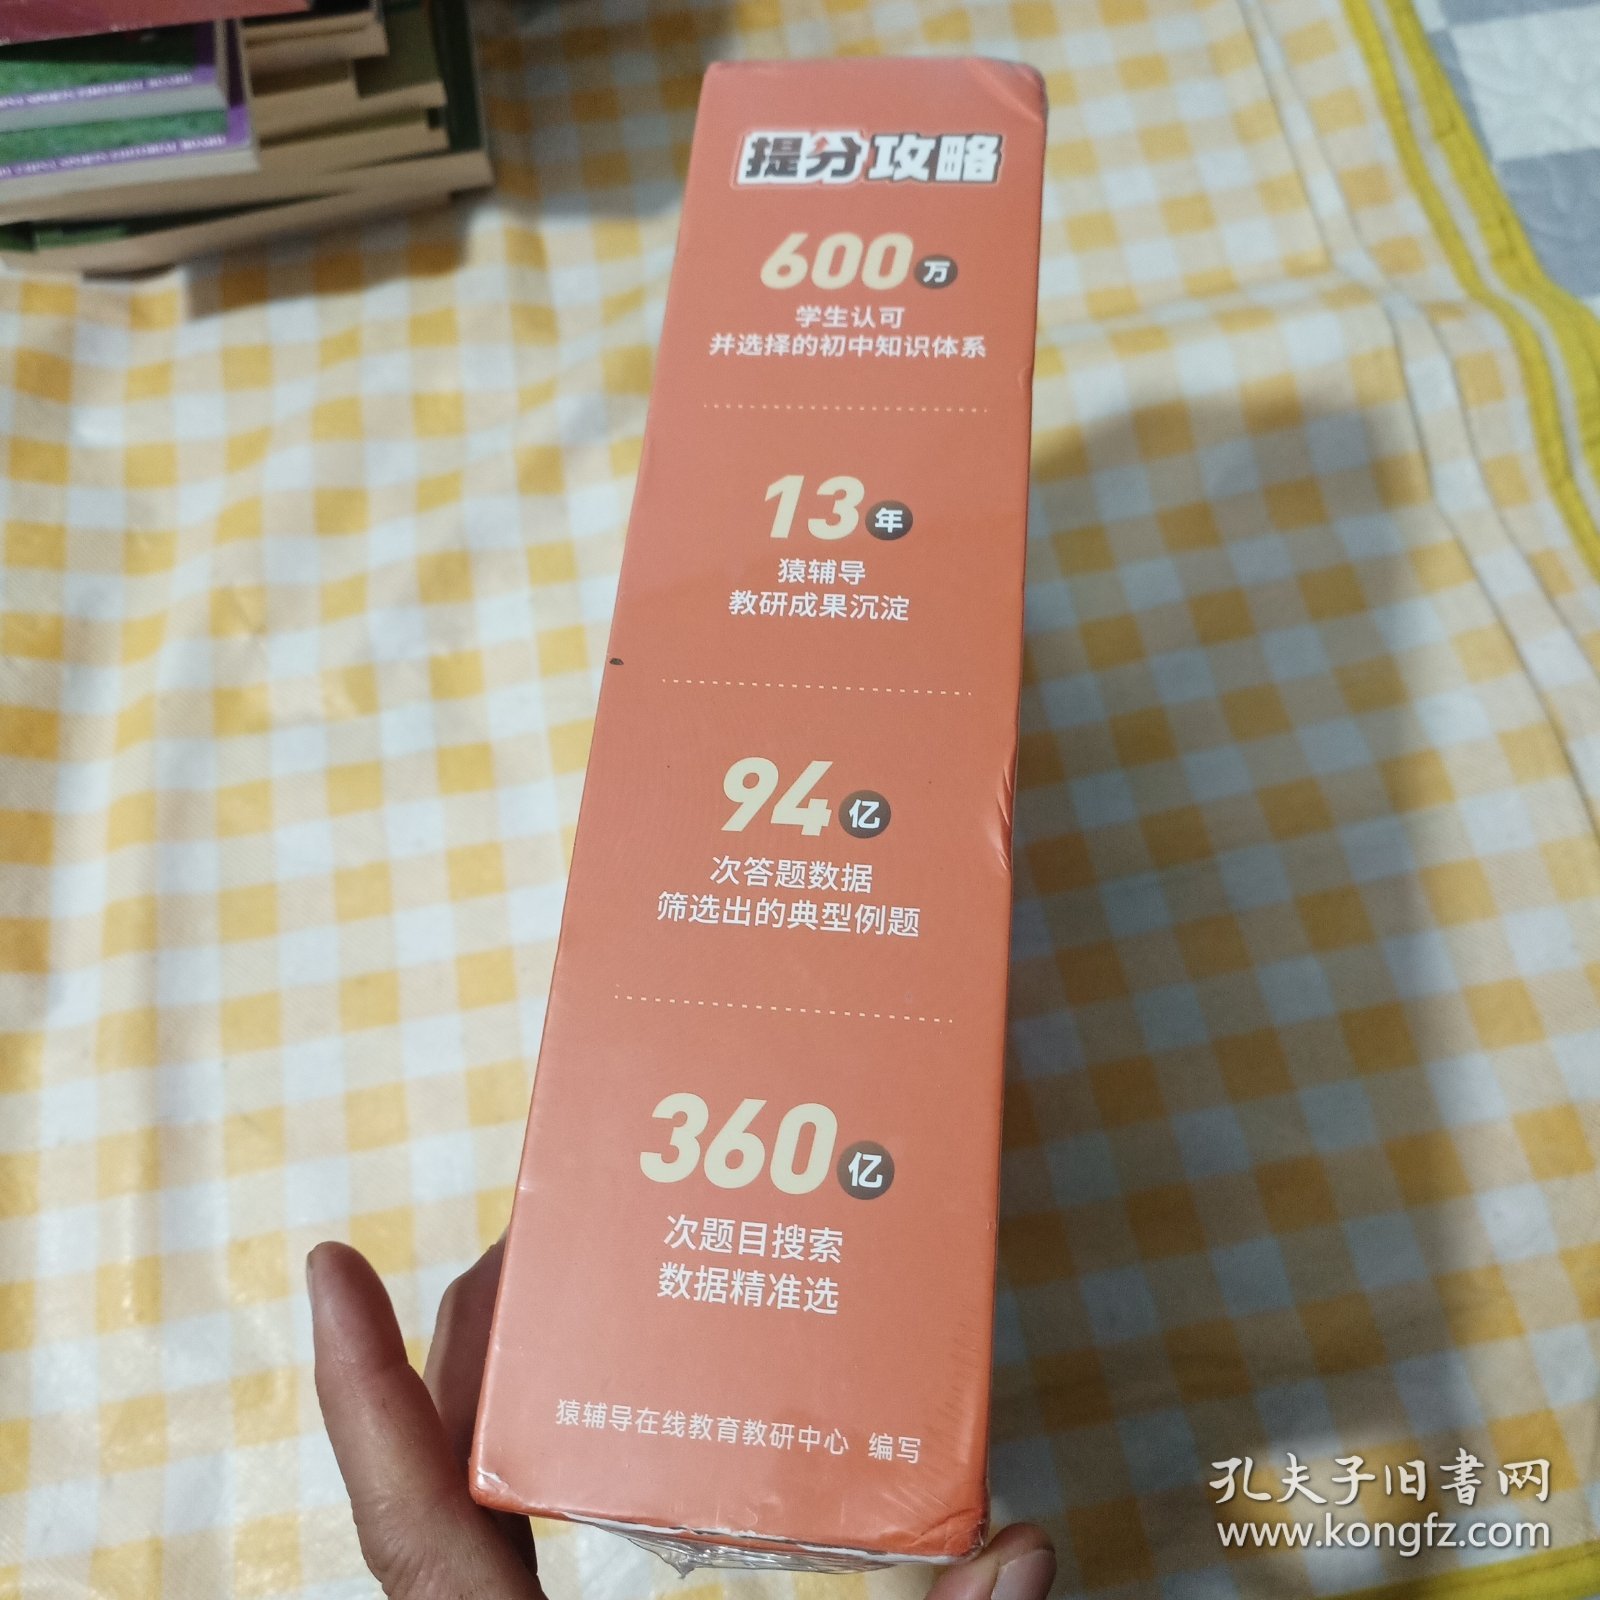 提分攻略
600万
学生认可
并选择的初中知识体系
13年
猿辅导
教研成果沉淀
94亿
次答题数据
筛选出的典型例题
360亿
次题目搜索
数据精准选
猿辅导在线教育教研中心 编写
孔夫子旧书网
www.kongfz.com